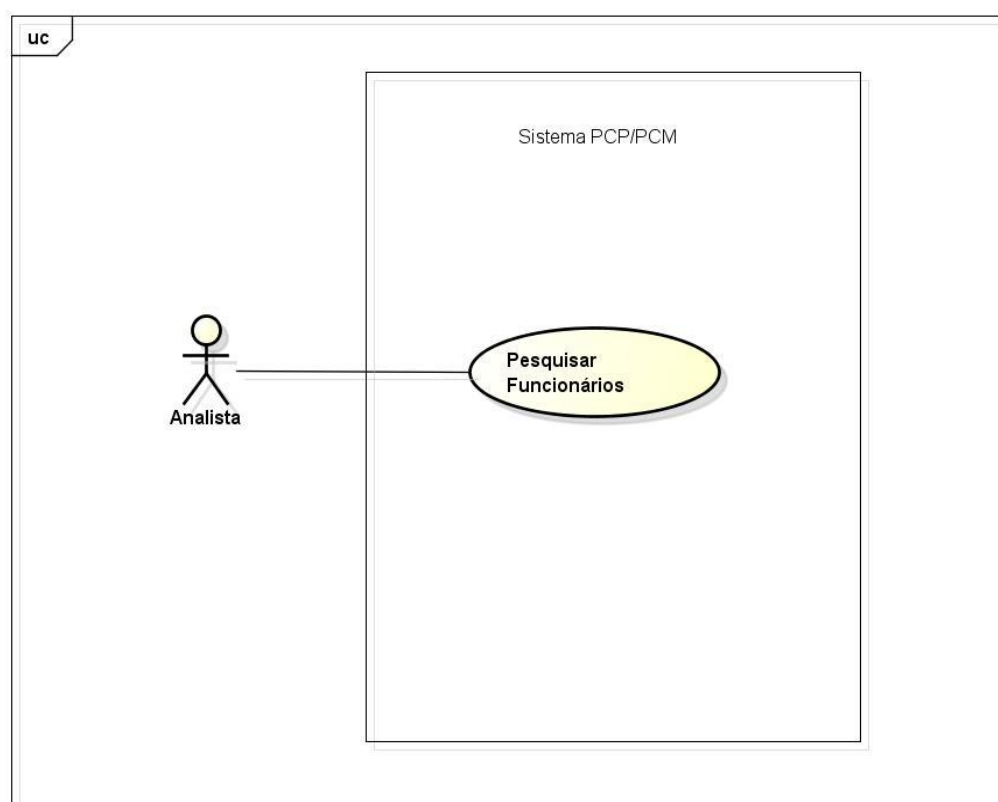 uc
Sistema PCP/PCM
Pesquisar
Funcionários
Analista